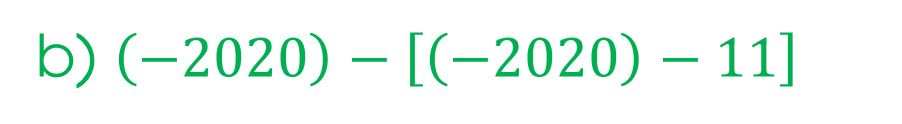 b) (−2020) − [(−2020) − 11]